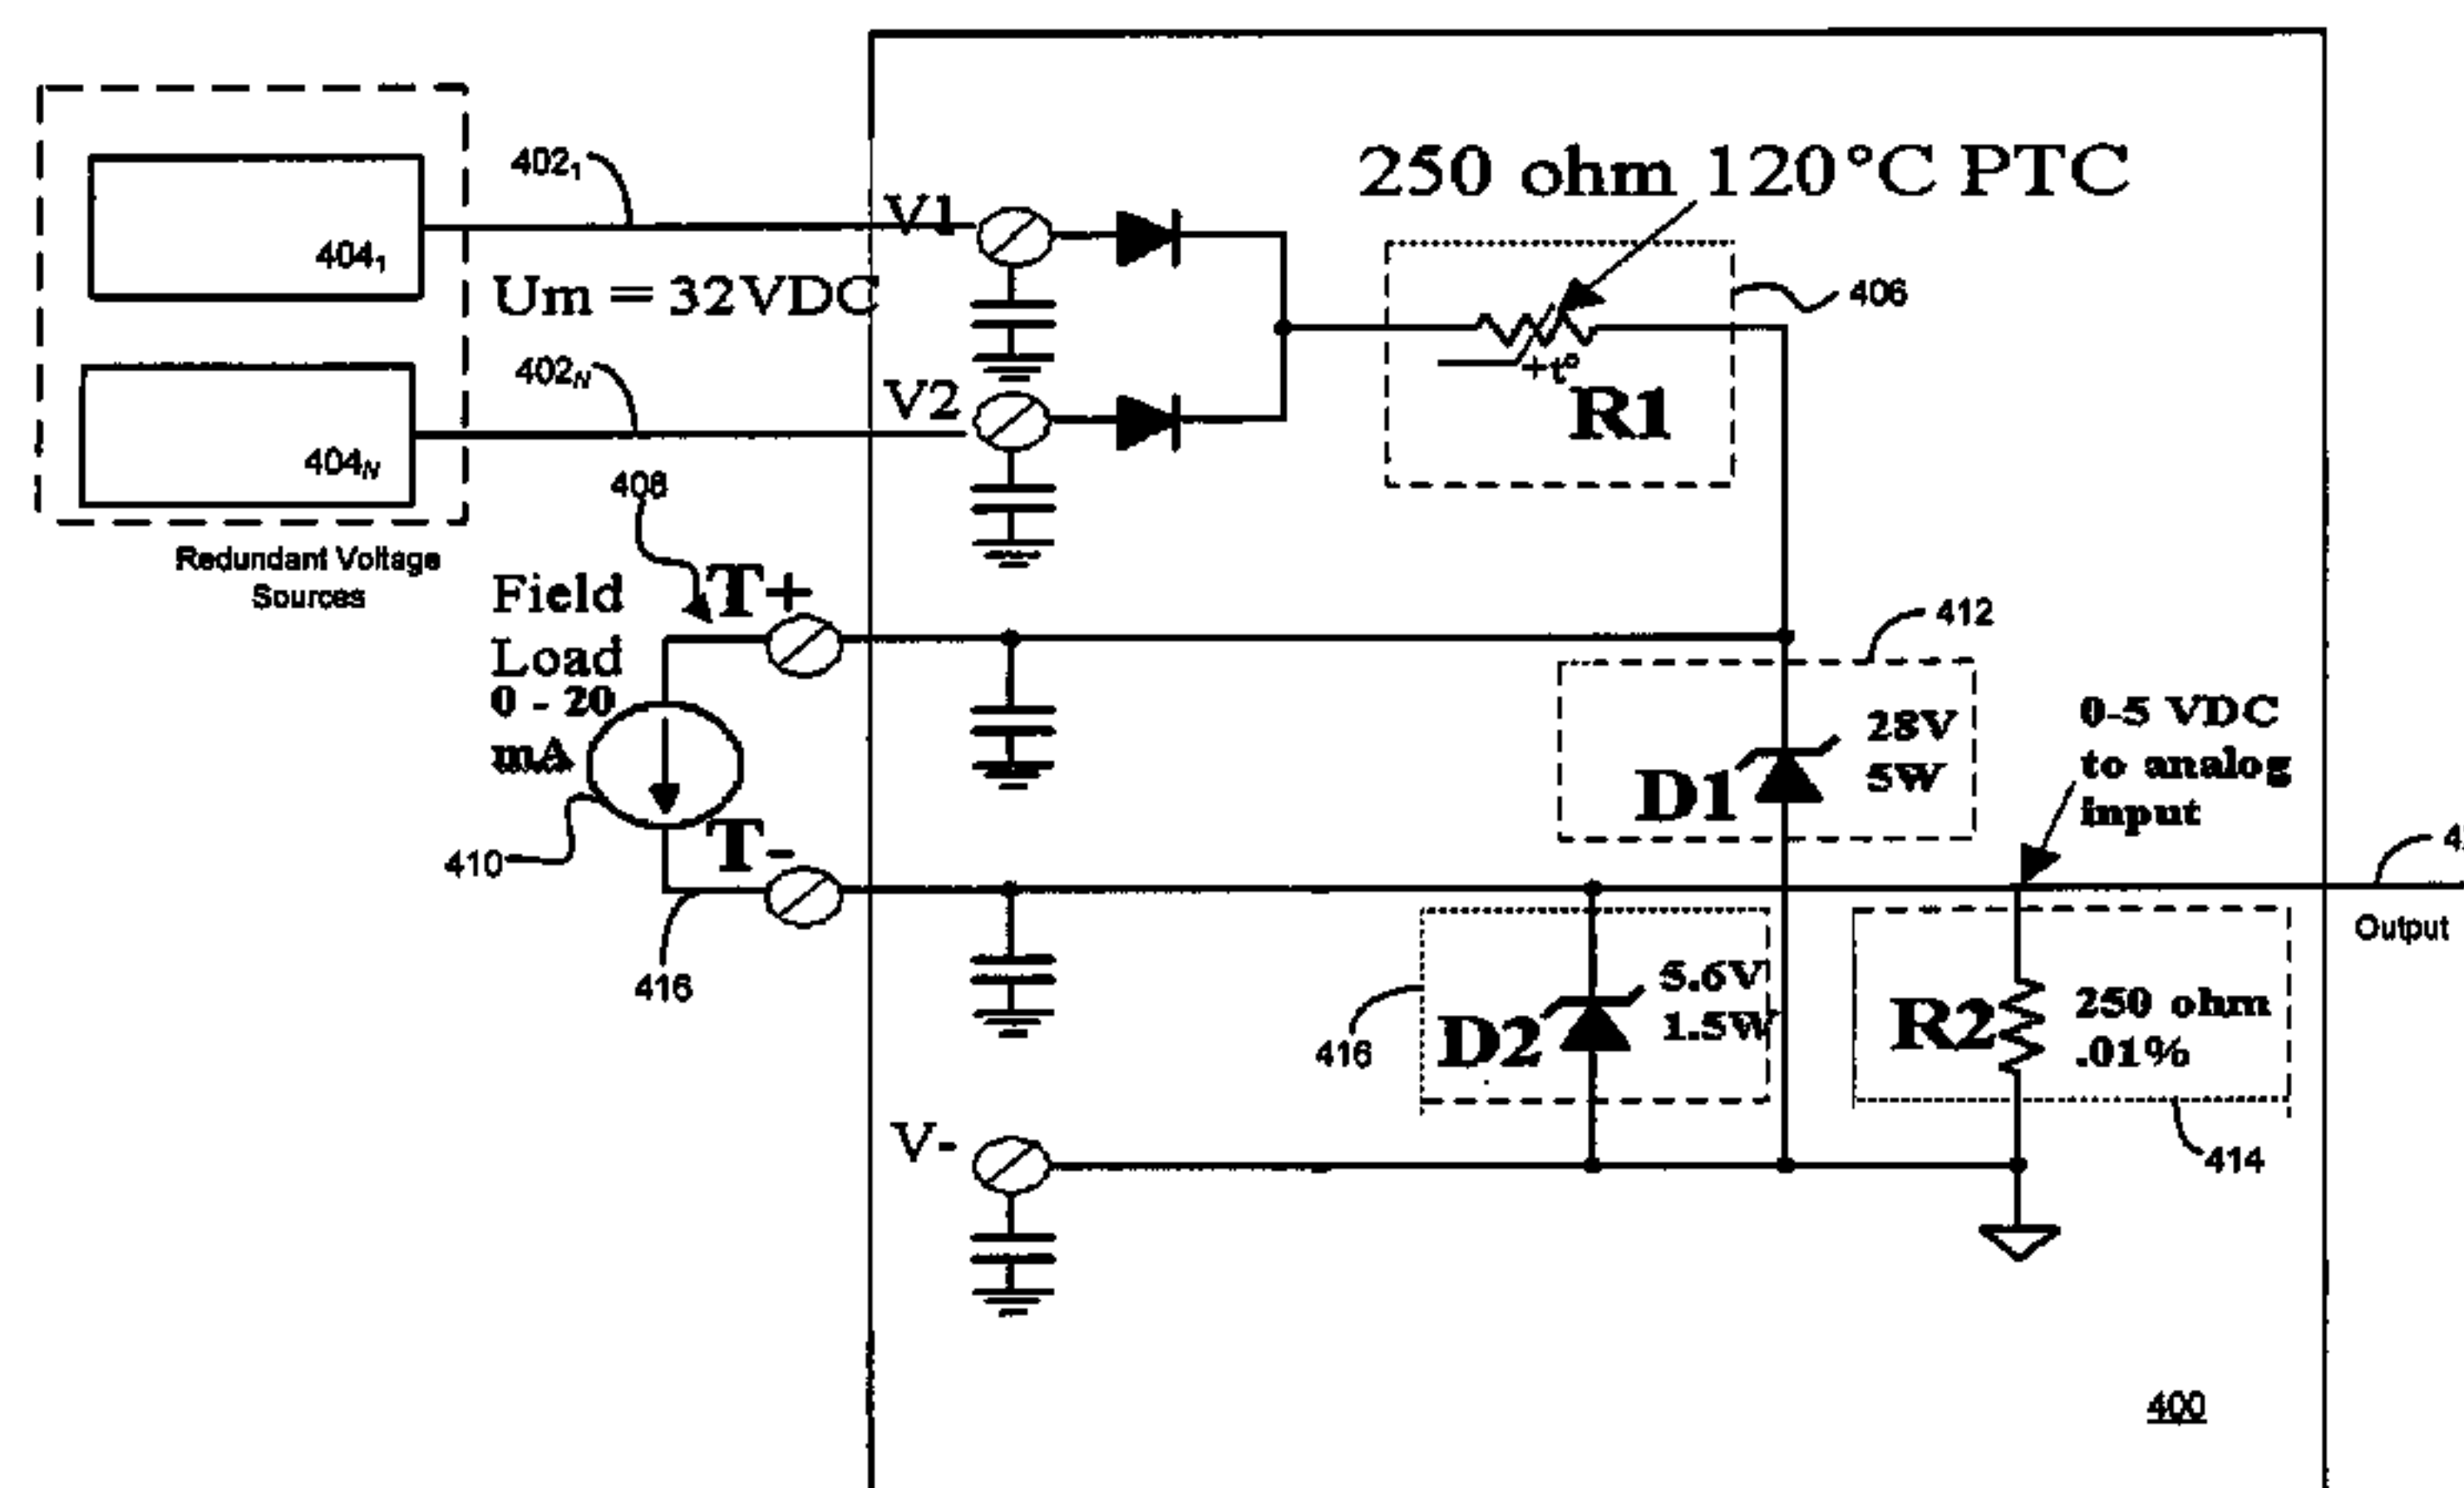 250 ohm 120°C PTC
402₁
V1
404₁
Um = 32VDC
406
+t°
R1
402N
V2
404N
408
Redundant Voltage
Sources
Field
Load
0 - 20
mA
T+
412
28V
5W
D1
0-5 VDC
to analog
input
T-
410
Output
416
5.6V
1.5W
D2
416
R2
250 ohm
.01%
V-
414
400